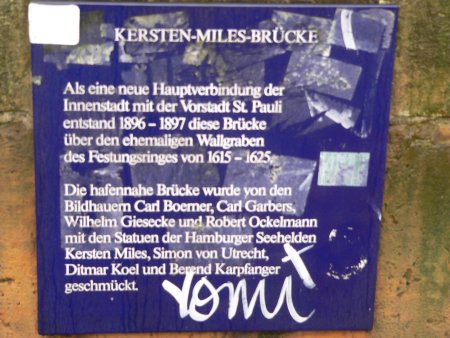 KERSTEN-MILES-BRÜCKE
Als eine neue Hauptverbindung der
Innenstadt mit der Vorstadt St. Pauli
entstand 1896 – 1897 diese Brücke
über den ehemaligen Wallgraben
des Festungsringes von 1615 – 1625.
Die hafennahe Brücke wurde von den
Bildhauern Carl Boerner, Carl Garbers,
Wilhelm Giesecke und Robert Ockelmann
mit den Statuen der Hamburger Seehelden
Kersten Miles, Simon von Utrecht,
Ditmar Koel und Berend Karpfanger
geschmückt.